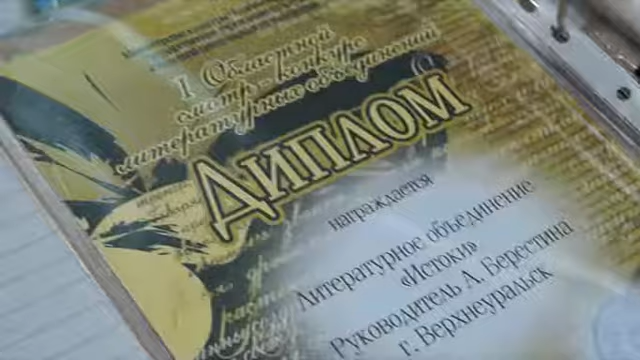 I Областной
смотр - конкурс
литературных объединений
ДИПЛОМ
награждается
Литературное объединение
«Истоки»
Руководитель А. Берестина
г. Верхнеуральск